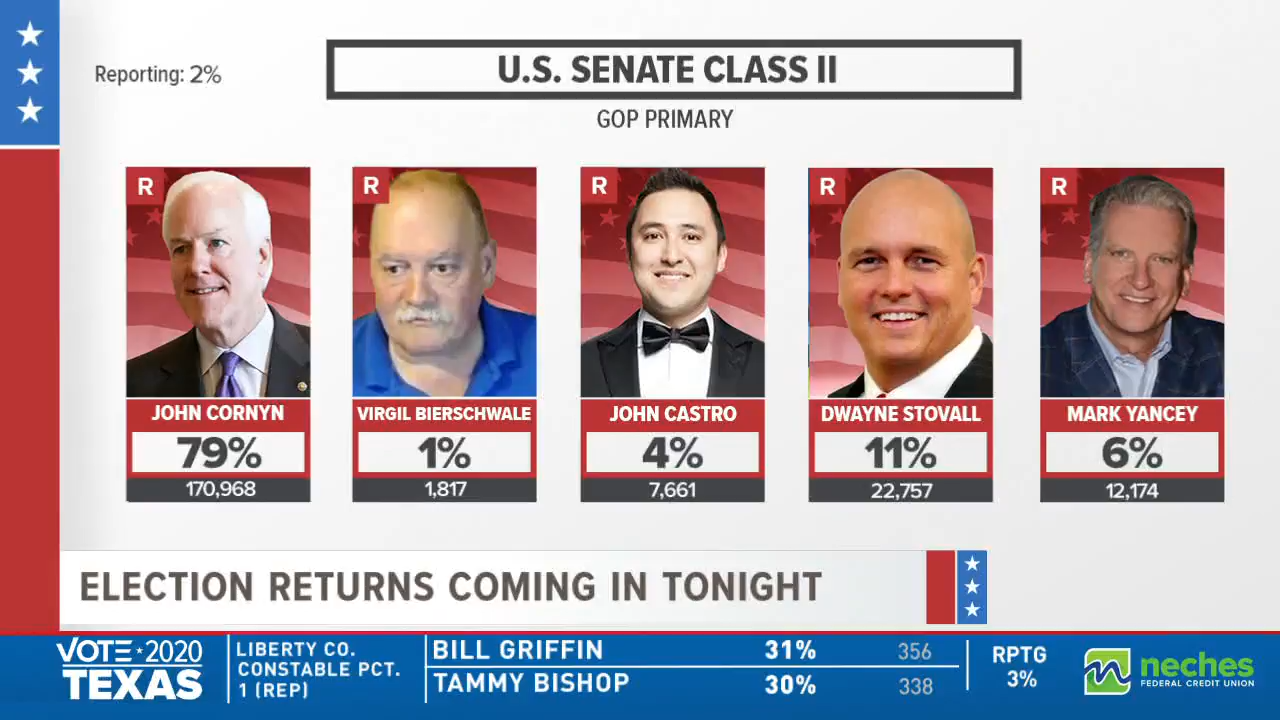 Reporting: 2%
U.S. SENATE CLASS II
GOP PRIMARY
R
R
R
R
R
JOHN CORNYN
VIRGIL BIERSCHWALE
JOHN CASTRO
DWAYNE STOVALL
MARK YANCEY
79%
1%
4%
11%
6%
170,968
1,817
7,661
22,757
12,174
ELECTION RETURNS COMING IN TONIGHT
VOTE 2020
TEXAS
LIBERTY CO.
CONSTABLE PCT.
1 (REP)
BILL GRIFFIN 31% 356
TAMMY BISHOP 30% 338
RPTG
3%
neches
FEDERAL CREDIT UNION